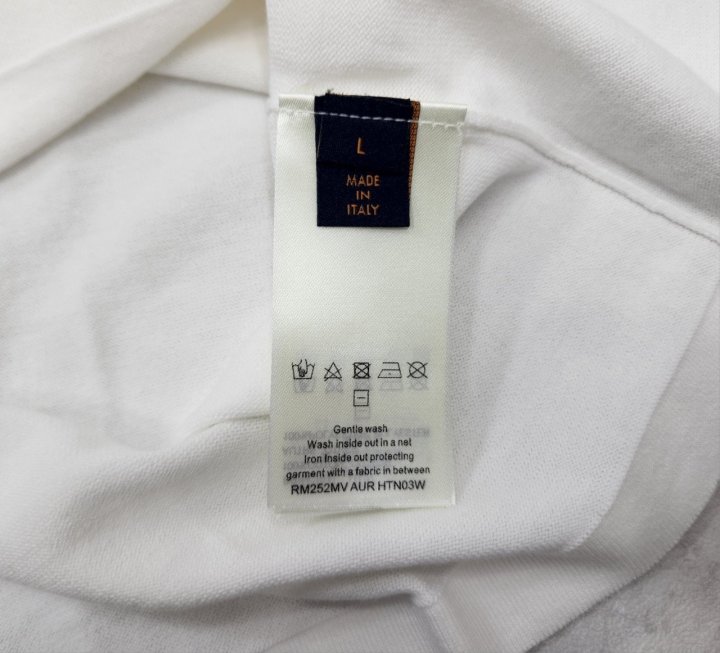 L
MADE
IN
ITALY
Gentle wash
Wash inside out in a net
Iron Inside out protecting
garment with a fabric in between
RM252MV AUR HTN03W